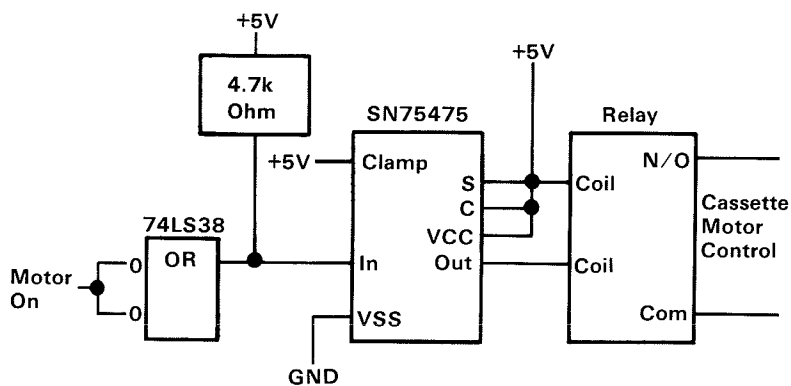 +5V
4.7k
Ohm
+5V
SN75475
Relay
+5V
Clamp
N/O
S
Coil
C
Cassette
Motor
Control
74LS38
VCC
OR
Out
Coil
Motor
On
0
0
In
VSS
Com
GND